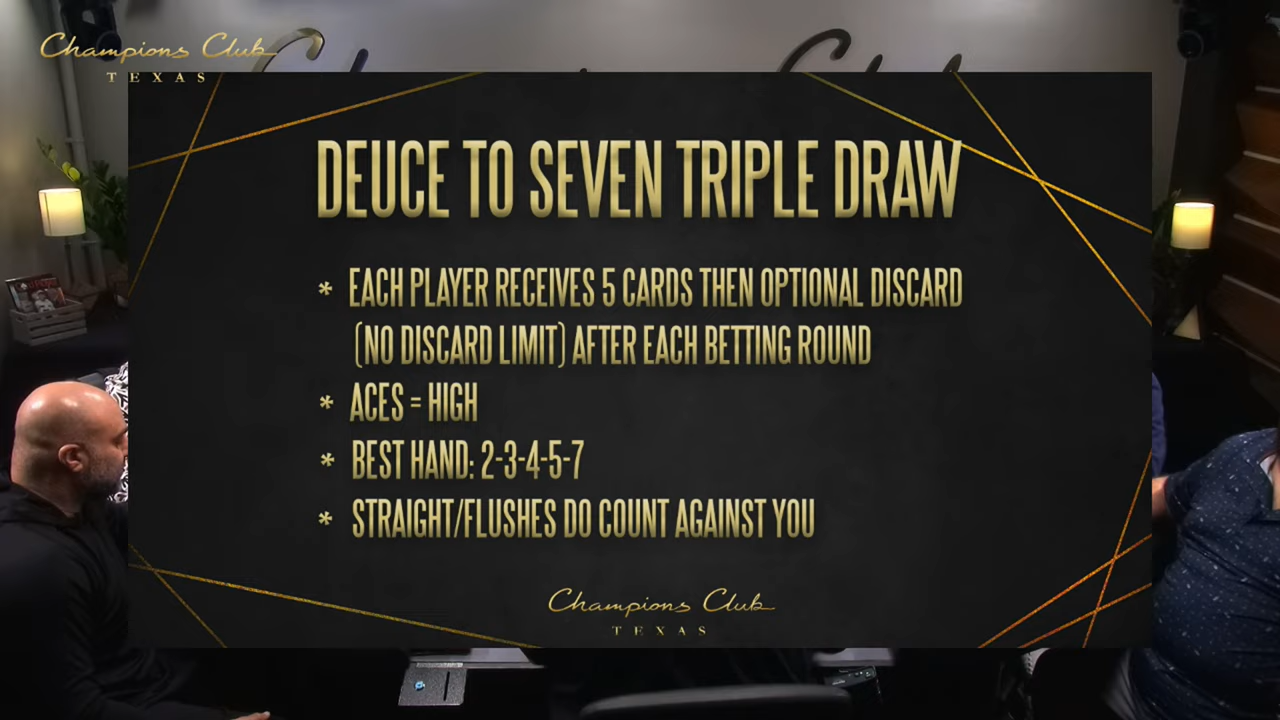 Champions Club
TEXAS
DEUCE TO SEVEN TRIPLE DRAW
* EACH PLAYER RECEIVES 5 CARDS THEN OPTIONAL DISCARD
(NO DISCARD LIMIT) AFTER EACH BETTING ROUND
* ACES = HIGH
* BEST HAND: 2-3-4-5-7
* STRAIGHT/FLUSHES DO COUNT AGAINST YOU
Champions Club
TEXAS